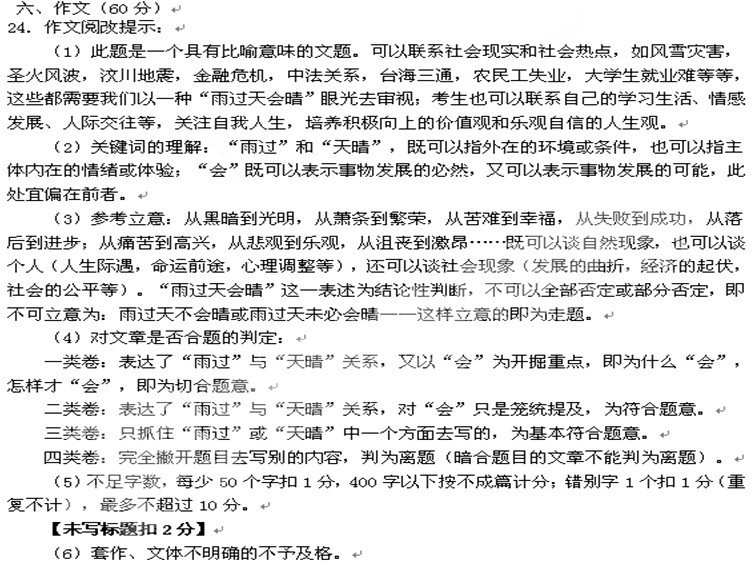 六、作文（60 分）
24．作文阅改提示：
（1）此题是一个具有比喻意味的文题。可以联系社会现实和社会热点，如风雪灾害，
圣火风波，汶川地震，金融危机，中法关系，台海三通，农民工失业，大学生就业难等等，
这些都需要我们以一种“雨过天会晴”眼光去审视；考生也可以联系自己的学习生活、情感
发展、人际交往等，关注自我人生，培养积极向上的价值观和乐观自信的人生观。
（2）关键词的理解：“雨过”和“天晴”，既可以指外在的环境或条件，也可以指主
体内在的情绪或体验；“会”既可以表示事物发展的必然，又可以表示事物发展的可能，此
处宜偏在前者。
（3）参考立意：从黑暗到光明，从萧条到繁荣，从苦难到幸福，从失败到成功，从落
后到进步；从痛苦到高兴，从悲观到乐观，从沮丧到激昂……既可以谈自然现象，也可以谈
个人（人生际遇，命运前途，心理调整等），还可以谈社会现象（发展的曲折，经济的起伏，
社会的公平等）。“雨过天会晴”这一表述为结论性判断，不可以全部否定或部分否定，即
不可立意为：雨过天不会晴或雨过天未必会晴——这样立意的即为走题。
（4）对文章是否合题的判定：
一类卷：表达了“雨过”与“天晴”关系，又以“会”为开掘重点，即为什么“会”，
怎样才“会”，即为切合题意。
二类卷：表达了“雨过”与“天晴”关系，对“会”只是笼统提及，为符合题意。
三类卷：只抓住“雨过”或“天晴”中一个方面去写的，为基本符合题意。
四类卷：完全撇开题目去写别的内容，判为离题（暗合题目的文章不能判为离题）。
（5）不足字数，每少 50 个字扣 1 分，400 字以下按不成篇计分；错别字 1 个扣 1 分（重
复不计），最多不超过 10 分。
【未写标题扣 2 分】
（6）套作、文体不明确的不予及格。